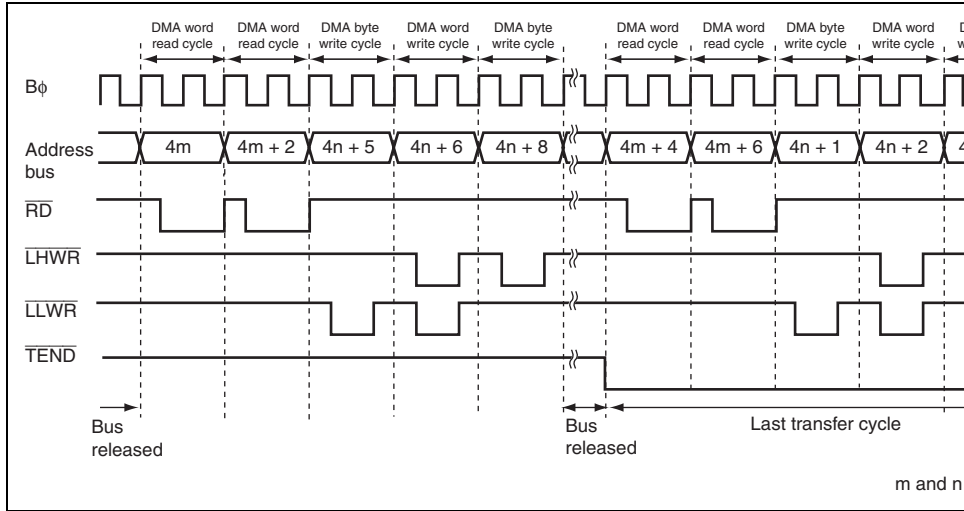 DMA word read cycle DMA word read cycle DMA byte write cycle DMA word write cycle DMA byte write cycle DMA word read cycle DMA word read cycle DMA byte write cycle DMA word write cycle
Bϕ
Address bus 4m 4m + 2 4n + 5 4n + 6 4n + 8 4m + 4 4m + 6 4n + 1 4n + 2 4
RD
LHWR
LLWR
TEND
Bus released Bus released Last transfer cycle
m and n